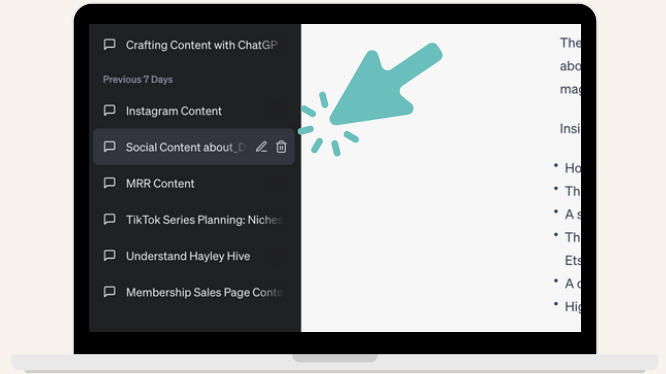 Crafting Content with ChatGP
Previous 7 Days
Instagram Content
Social Content about_D
MRR Content
TikTok Series Planning: Niches
Understand Hayley Hive
Membership Sales Page Conte
The
abo
mag
Insi
• Ho
• Th
• A s
• Th
Ets
• A c
• Hig